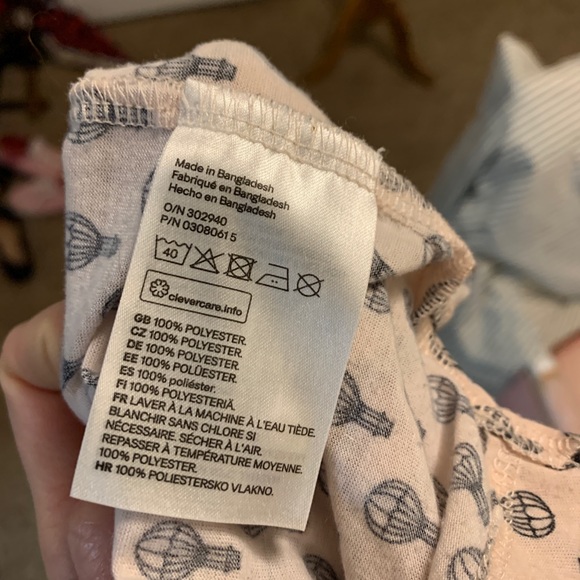 Made in Bangladesh
Fabriqué en Bangladesh
Hecho en Bangladesh
O/N 302940
P/N 03080615
40
clevercare.info
GB 100% POLYESTER.
CZ 100% POLYESTER.
DE 100% POLYESTER.
EE 100% POLÜESTER.
ES 100% poliéster.
FI 100% POLYESTERIÄ.
FR LAVER À LA MACHINE À L'EAU TIÈDE.
BLANCHIR SANS CHLORE SI
NÉCESSAIRE. SÉCHER À L'AIR.
REPASSER À TEMPÉRATURE MOYENNE.
100% POLYESTER.
HR 100% POLIESTERSKO VLAKNO.